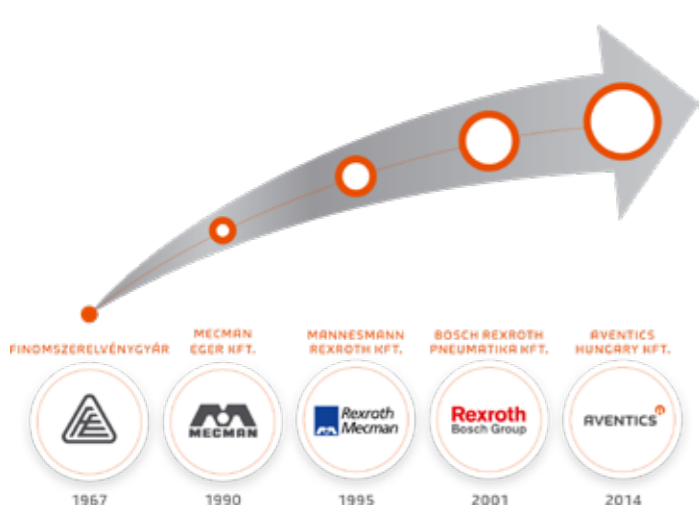 FINOMSZERELVÉNYGYÁR
MECMAN
EGER KFT.
MANNESMANN
REXROTH KFT.
BOSCH REXROTH
PNEUMATIKA KFT.
AVENTICS
HUNGARY KFT.
MECMAN
Rexroth
Mecman
Rexroth
Bosch Group
AVENTICS
1967
1990
1995
2001
2014